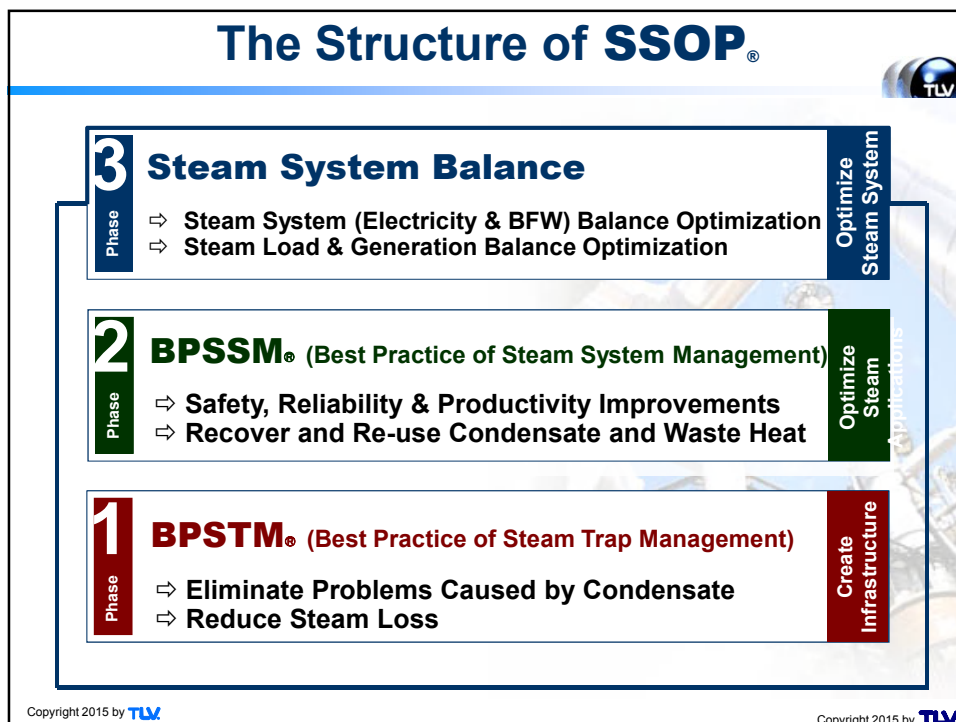 The Structure of SSOP®
TLV
3
Phase
Steam System Balance
⇨ Steam System (Electricity & BFW) Balance Optimization
⇨ Steam Load & Generation Balance Optimization
Optimize
Steam System
2
Phase
BPSSM® (Best Practice of Steam System Management)
⇨ Safety, Reliability & Productivity Improvements
⇨ Recover and Re-use Condensate and Waste Heat
Optimize
Steam
Applications
1
Phase
BPSTM® (Best Practice of Steam Trap Management)
⇨ Eliminate Problems Caused by Condensate
⇨ Reduce Steam Loss
Create
Infrastructure
Copyright 2015 by TLV.
Copyright 2015 by TLV